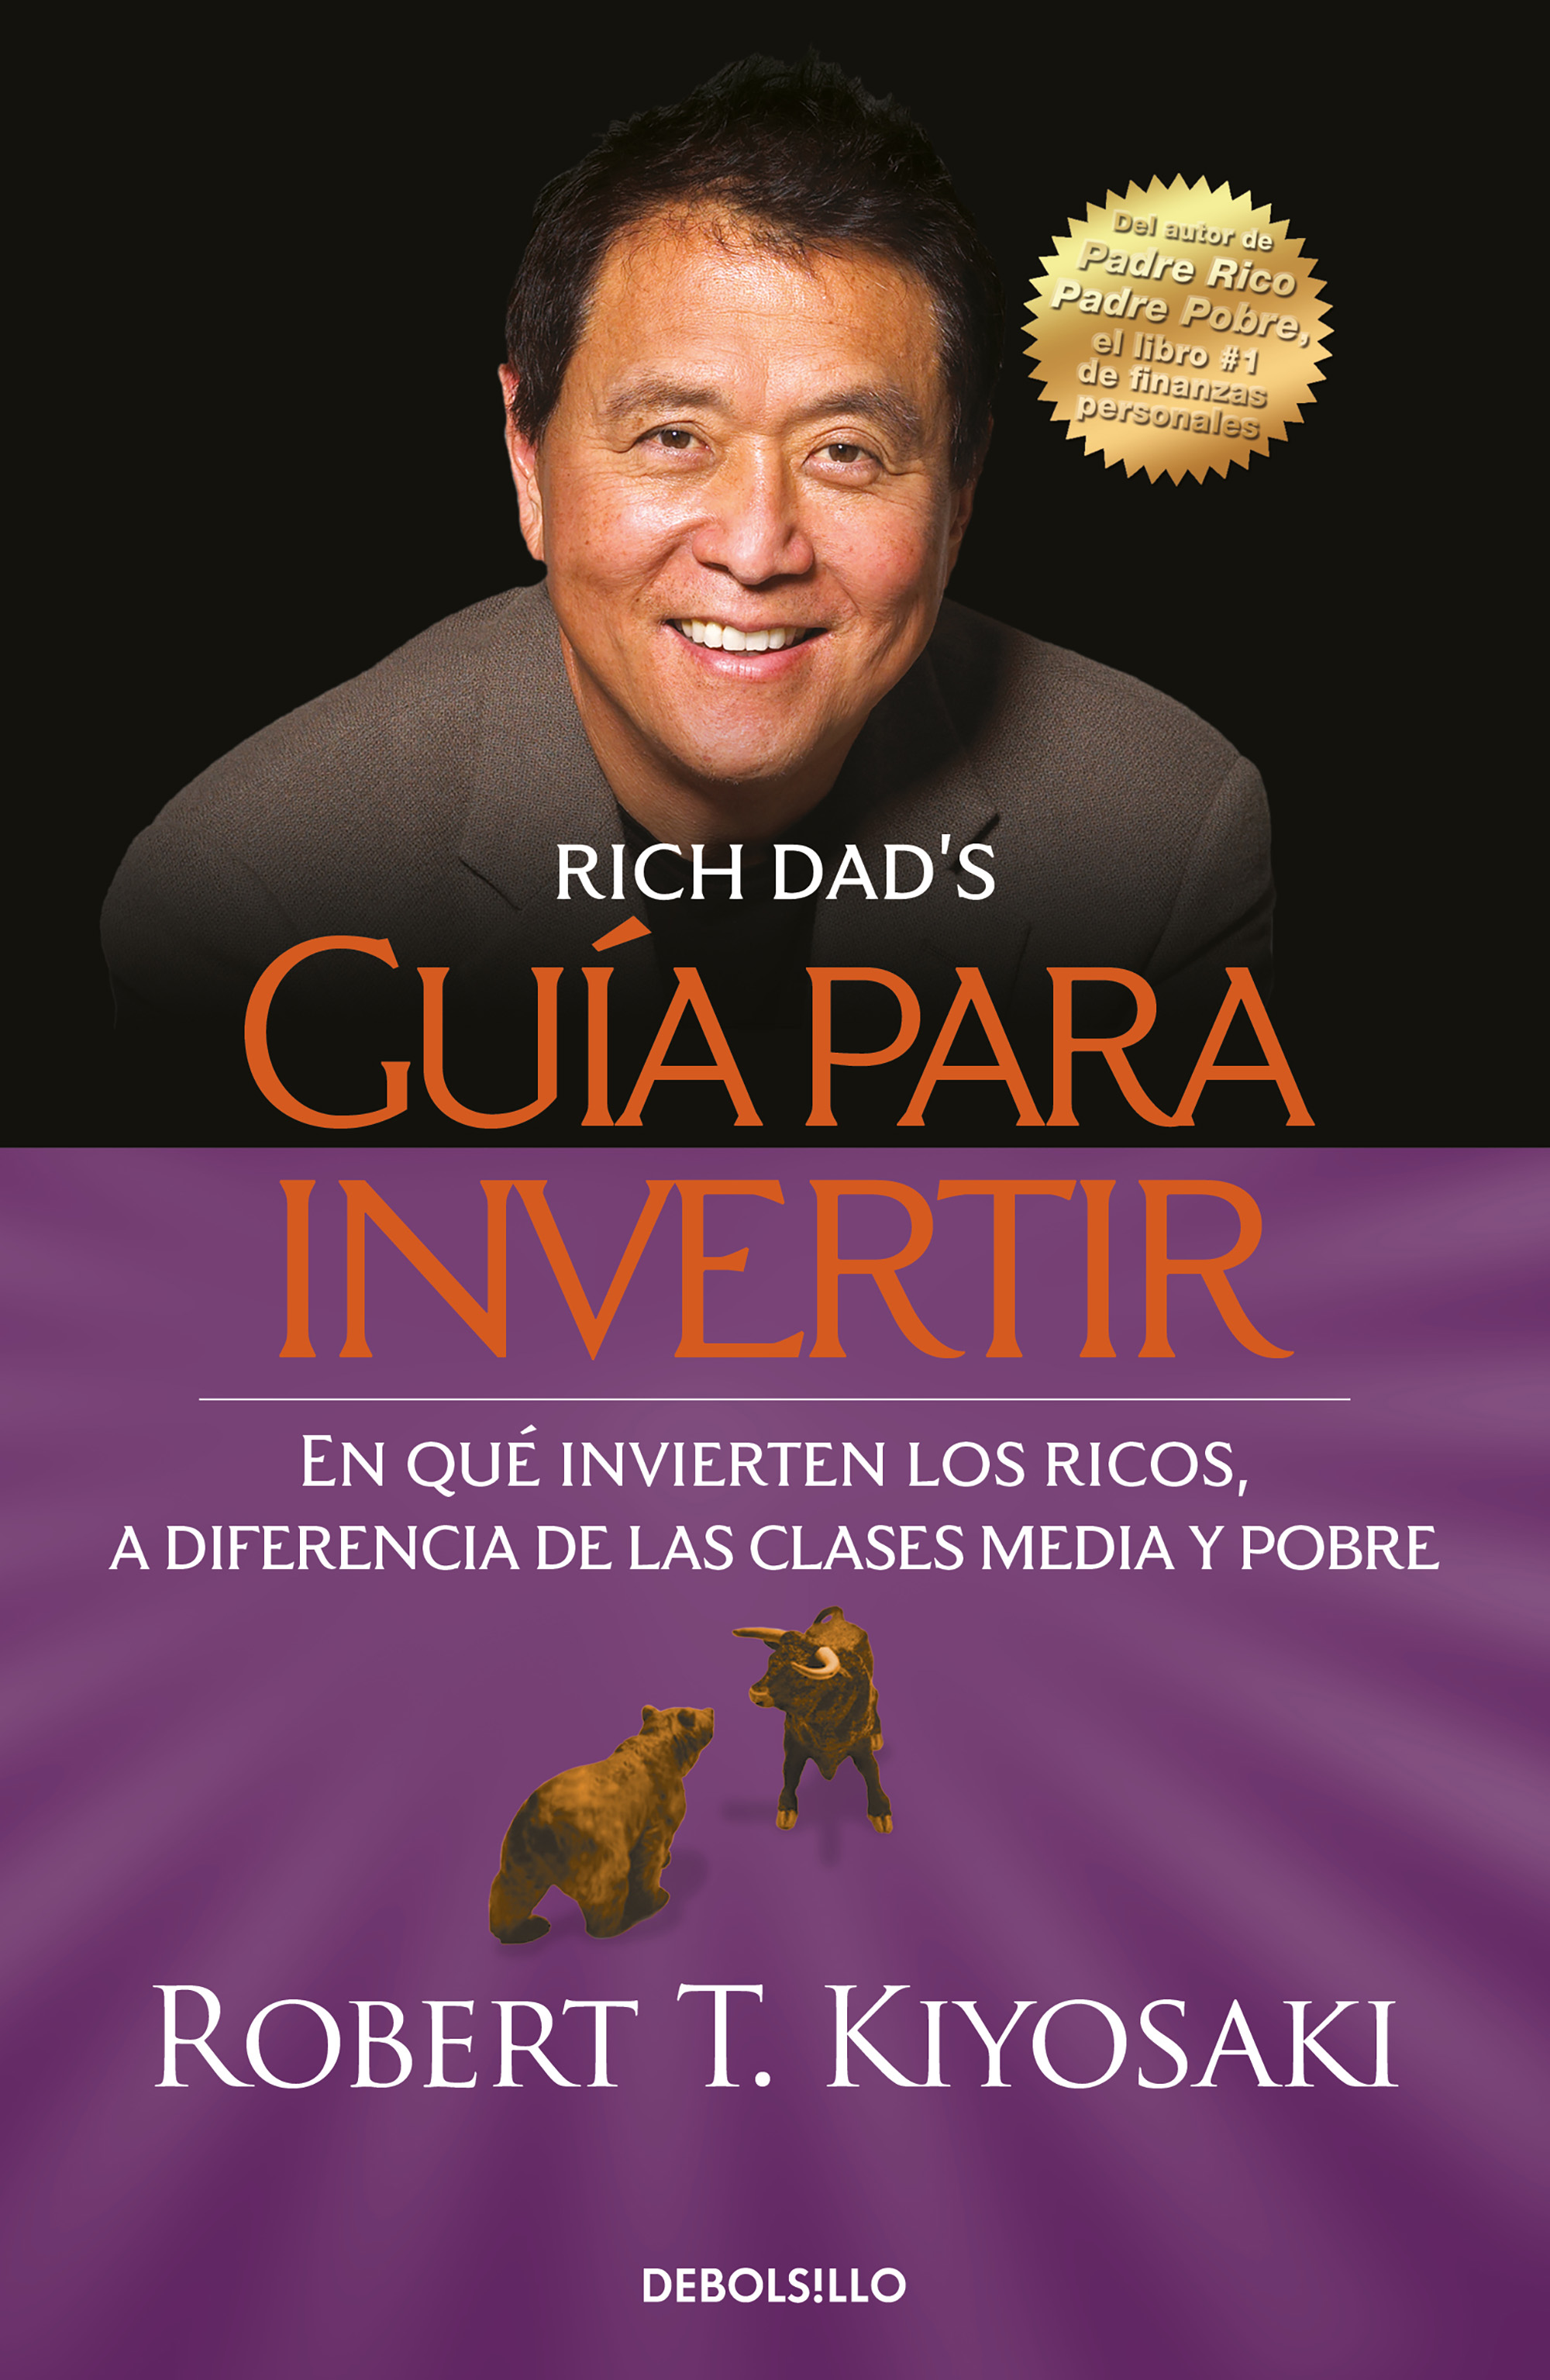 Del autor de
Padre Rico
Padre Pobre,
el libro #1
de finanzas
personales
RICH DAD'S
GUÍA PARA
INVERTIR
EN QUÉ INVIERTEN LOS RICOS,
A DIFERENCIA DE LAS CLASES MEDIA Y POBRE
ROBERT T. KIYOSAKI
DEBOLS!LLO